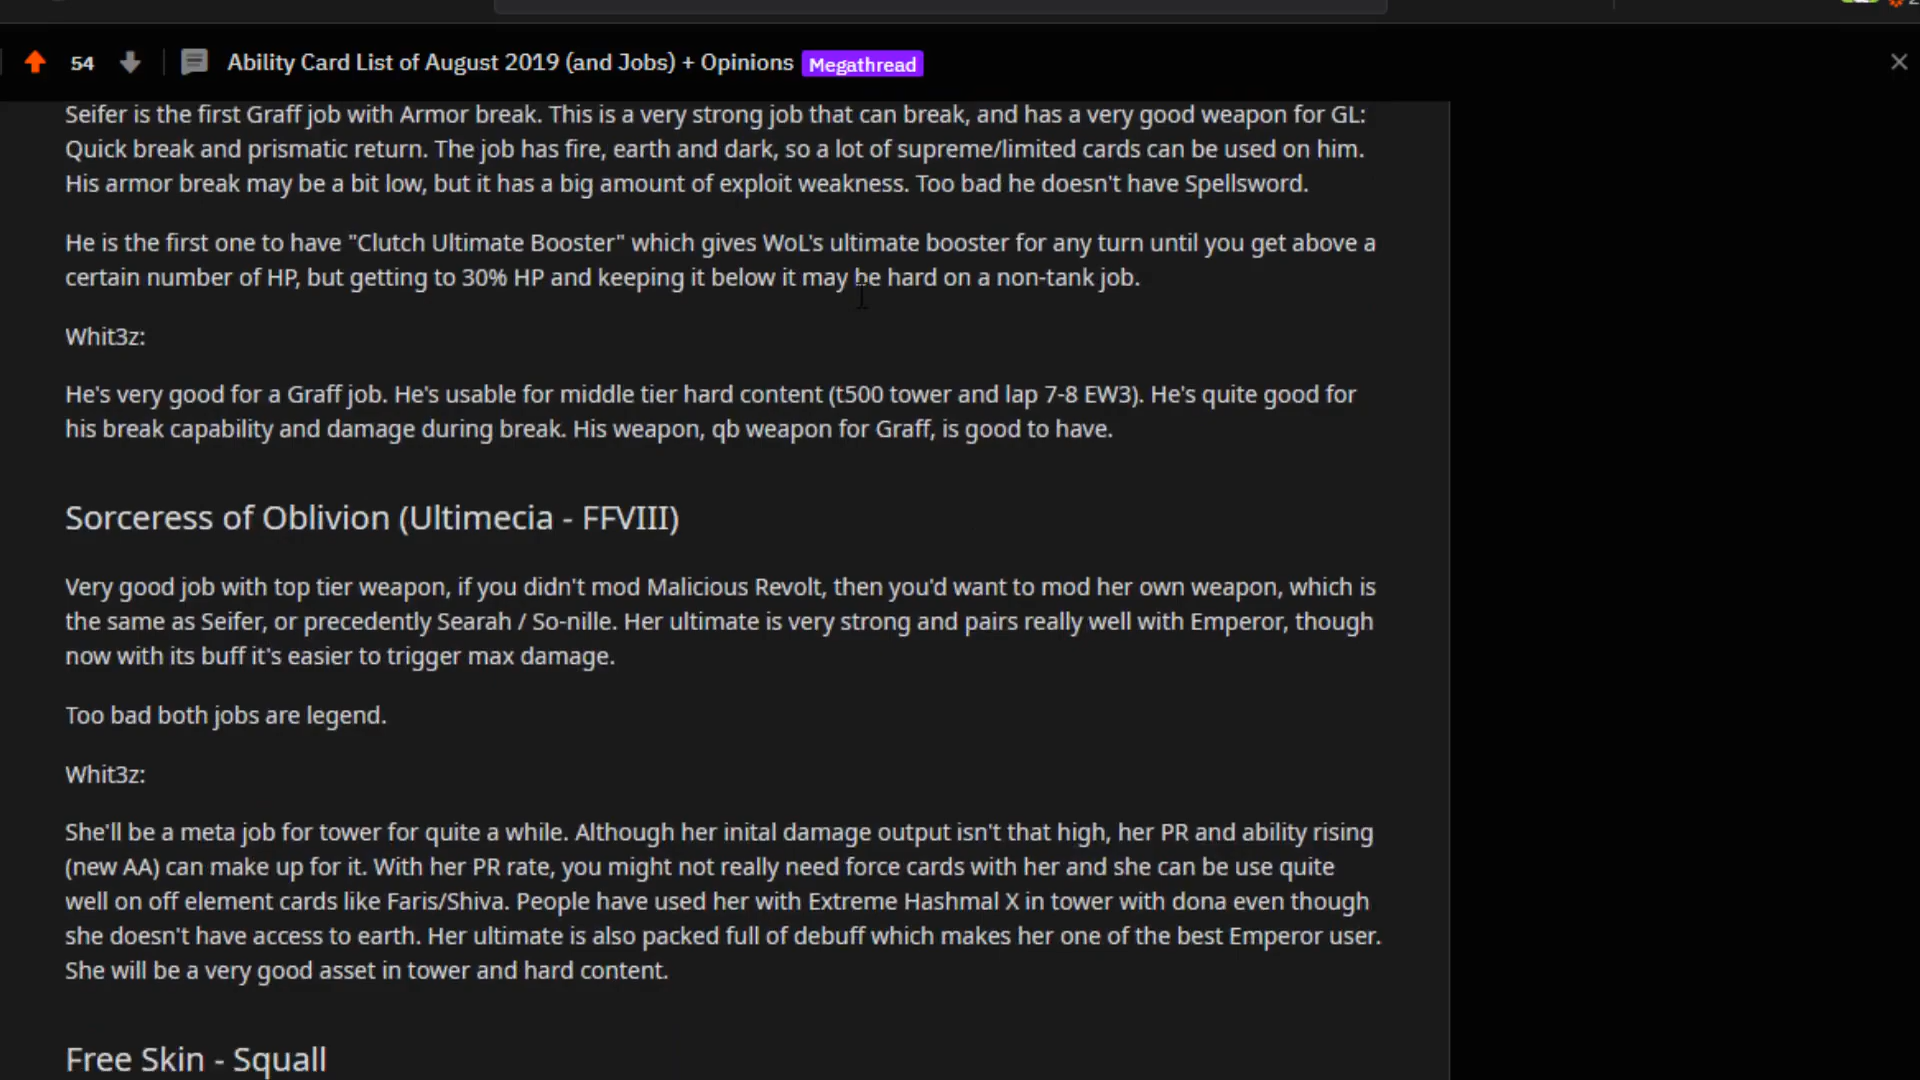 54 Ability Card List of August 2019 (and Jobs) + Opinions Megathread
Seifer is the first Graff job with Armor break. This is a very strong job that can break, and has a very good weapon for GL:
Quick break and prismatic return. The job has fire, earth and dark, so a lot of supreme/limited cards can be used on him.
His armor break may be a bit low, but it has a big amount of exploit weakness. Too bad he doesn't have Spellsword.
He is the first one to have "Clutch Ultimate Booster" which gives WoL's ultimate booster for any turn until you get above a
certain number of HP, but getting to 30% HP and keeping it below it may be hard on a non-tank job.
Whit3z:
He's very good for a Graff job. He's usable for middle tier hard content (t500 tower and lap 7-8 EW3). He's quite good for
his break capability and damage during break. His weapon, qb weapon for Graff, is good to have.
Sorceress of Oblivion (Ultimecia - FFVIII)
Very good job with top tier weapon, if you didn't mod Malicious Revolt, then you'd want to mod her own weapon, which is
the same as Seifer, or precedently Searah / So-nille. Her ultimate is very strong and pairs really well with Emperor, though
now with its buff it's easier to trigger max damage.
Too bad both jobs are legend.
Whit3z:
She'll be a meta job for tower for quite a while. Although her inital damage output isn't that high, her PR and ability rising
(new AA) can make up for it. With her PR rate, you might not really need force cards with her and she can be use quite
well on off element cards like Faris/Shiva. People have used her with Extreme Hashmal X in tower with dona even though
she doesn't have access to earth. Her ultimate is also packed full of debuff which makes her one of the best Emperor user.
She will be a very good asset in tower and hard content.
Free Skin - Squall